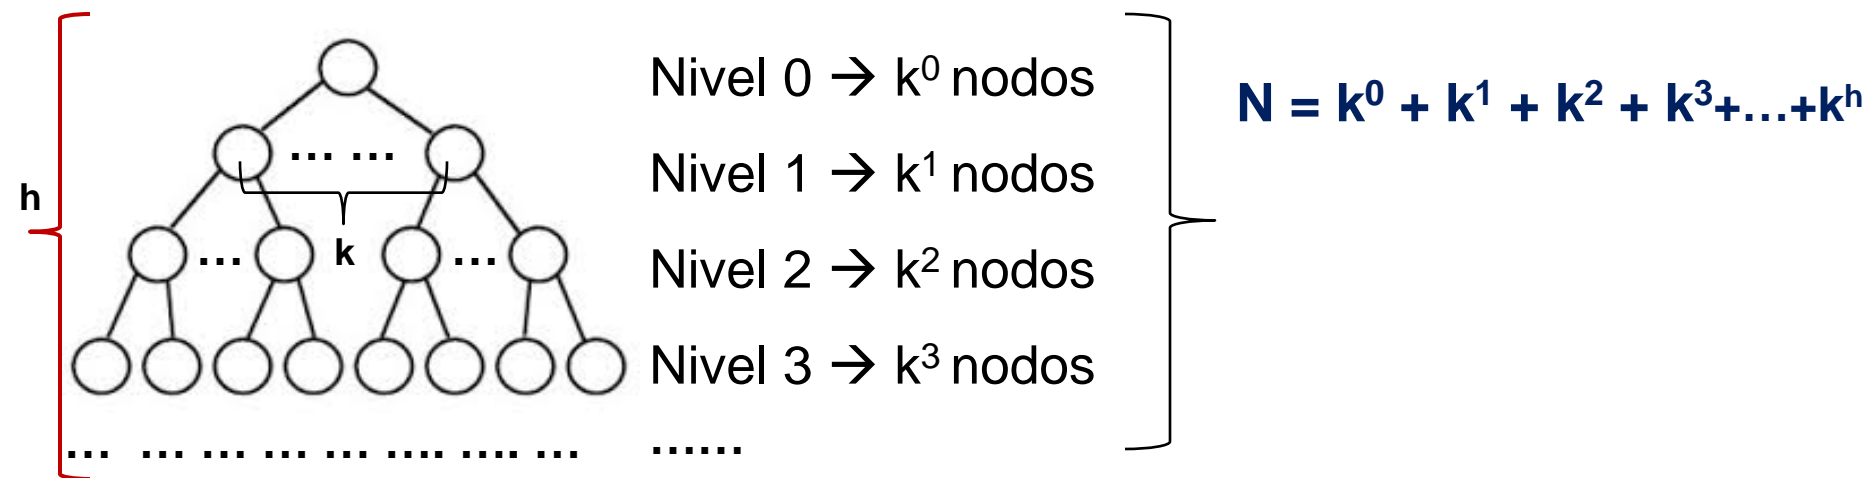 h
... ...
... k ...
... ... ... ... ... .... .... ...
Nivel 0 → k⁰ nodos
Nivel 1 → k¹ nodos
Nivel 2 → k² nodos
Nivel 3 → k³ nodos
......
N = k⁰ + k¹ + k² + k³+...+kʰ